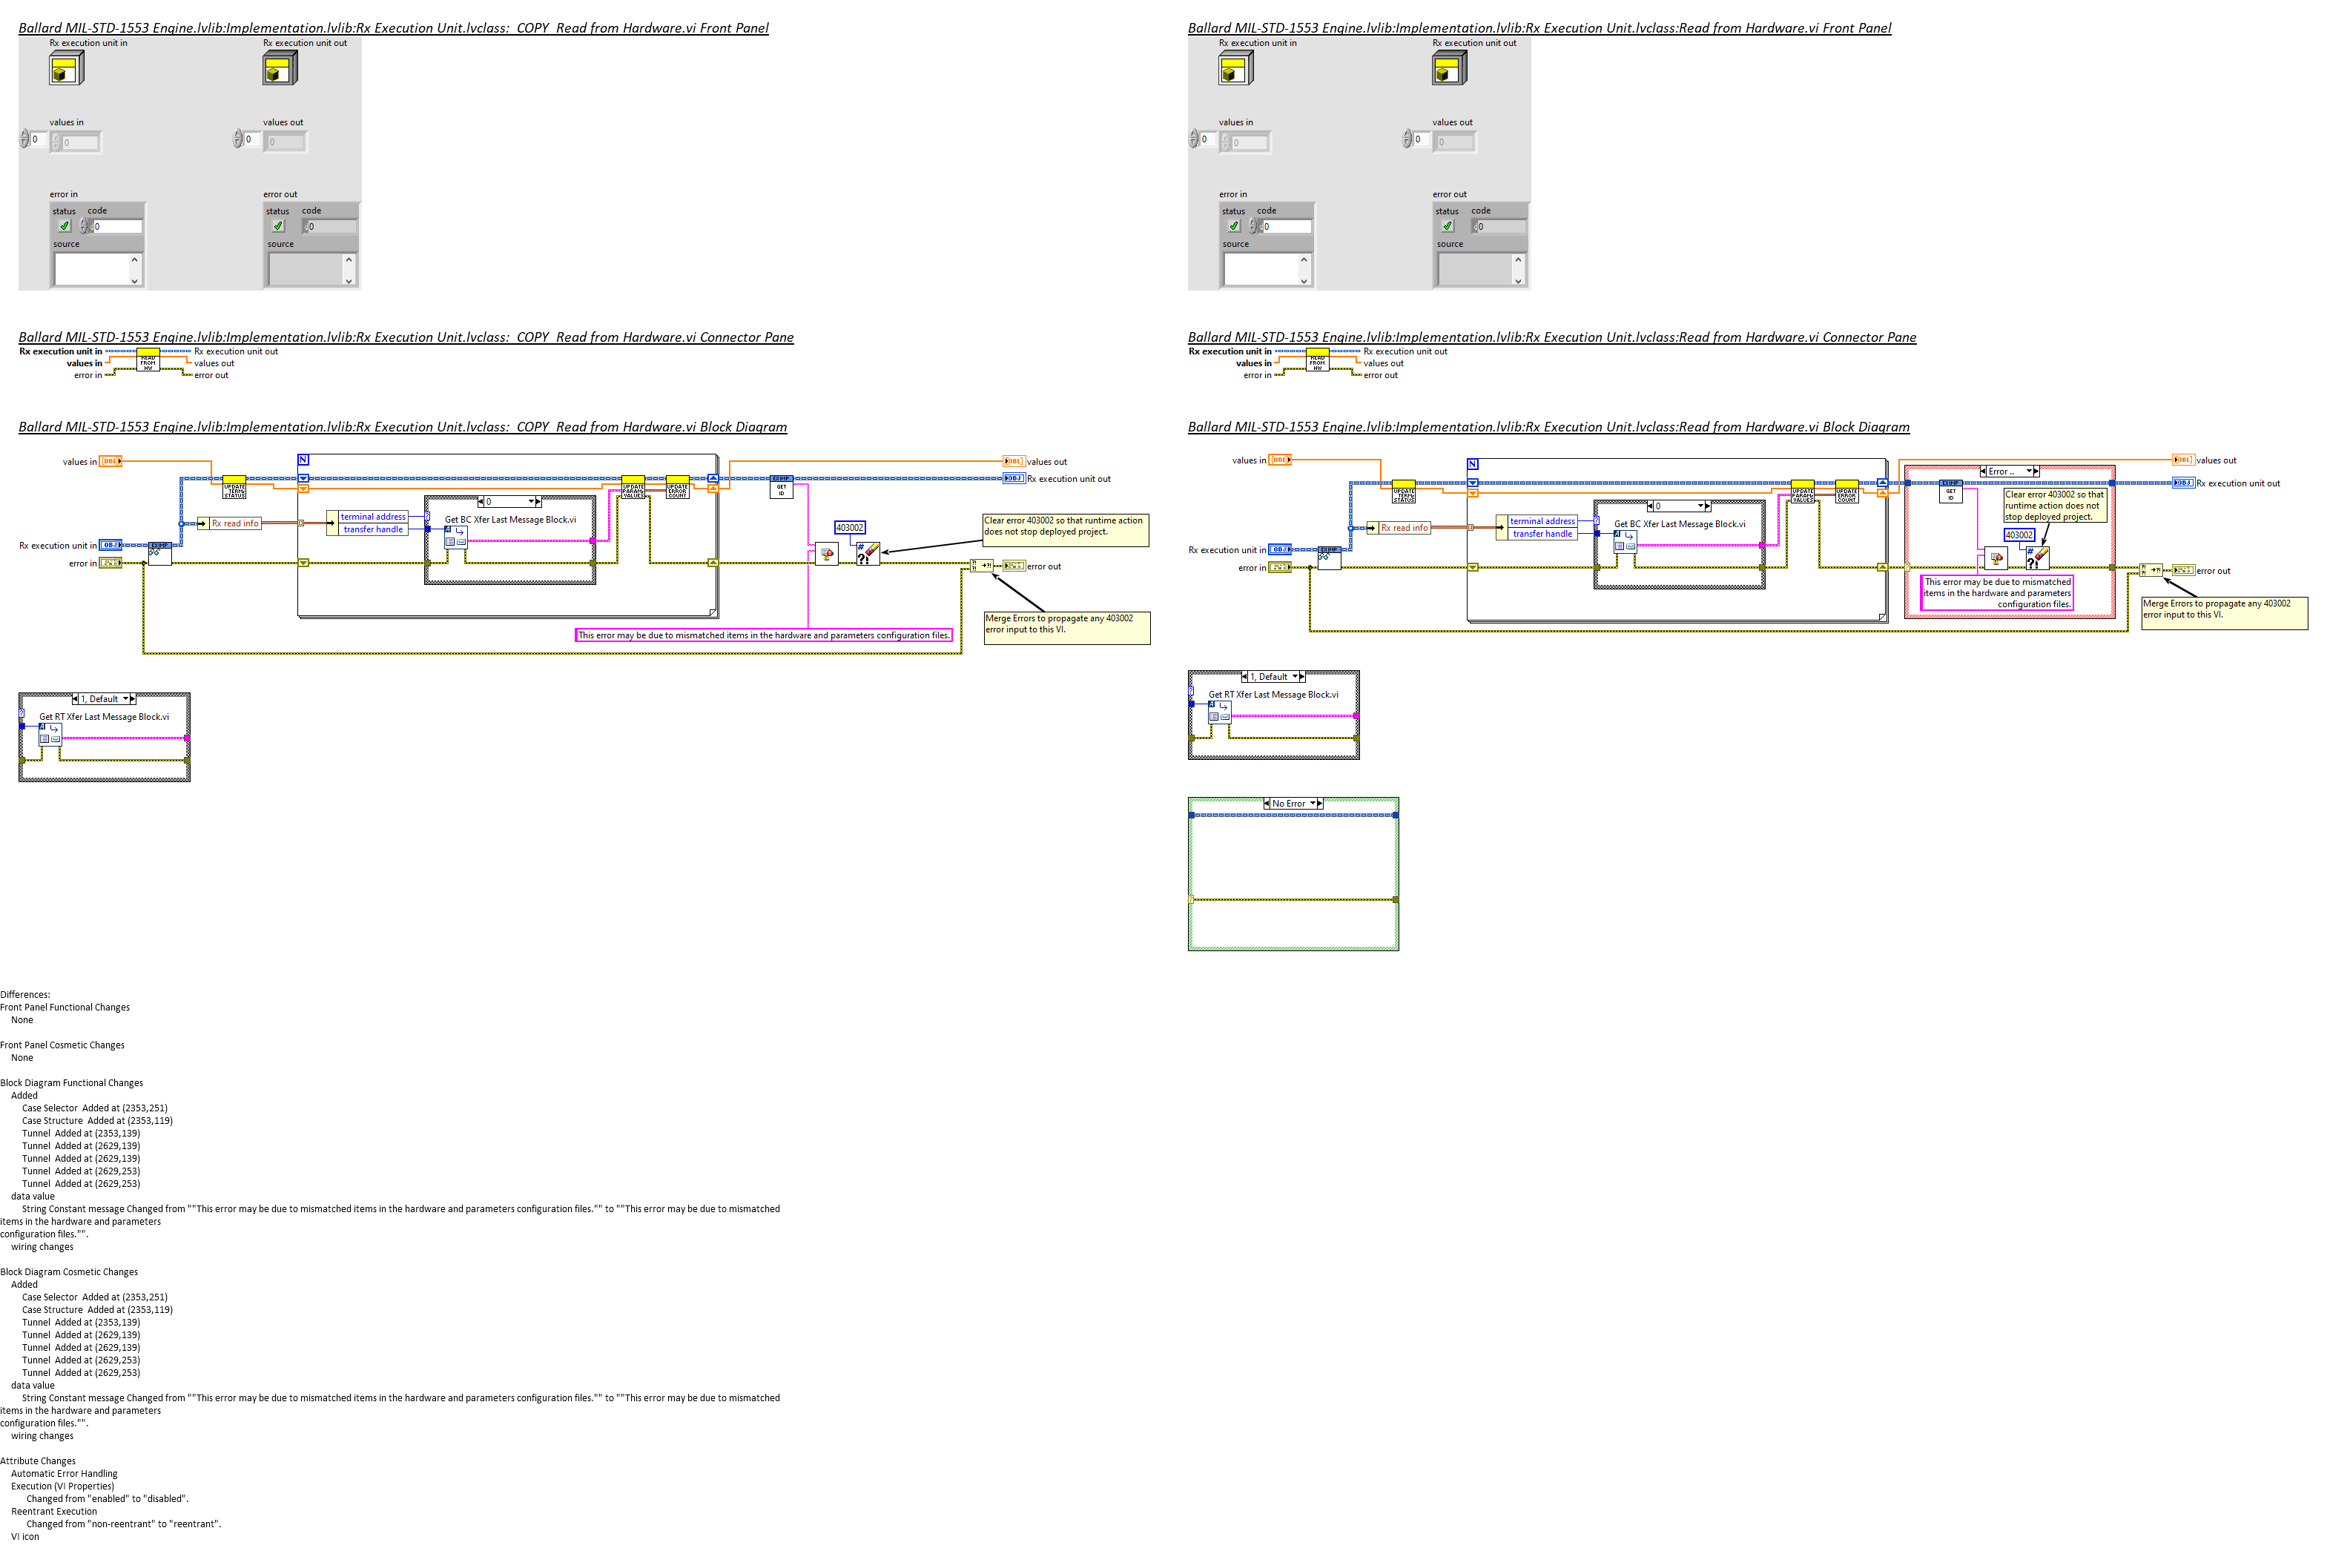 Ballard MIL-STD-1553 Engine.lvlib:Implementation.lvlib:Rx Execution Unit.lvclass:_COPY_Read from Hardware.vi Front Panel
Rx execution unit in
Rx execution unit out
values in
values out
0
0
0
0
error in
error out
status code
status code
0
0
source
source
Ballard MIL-STD-1553 Engine.lvlib:Implementation.lvlib:Rx Execution Unit.lvclass:_COPY_Read from Hardware.vi Connector Pane
Rx execution unit in
Rx execution unit out
values in
values out
error in
error out
READ FROM HW
Ballard MIL-STD-1553 Engine.lvlib:Implementation.lvlib:Rx Execution Unit.lvclass:_COPY_Read from Hardware.vi Block Diagram
values in
DBL
N
DBL
values out
UPDATE TERM STATUS
UPDATE PARAM VALUES
UPDATE ERROR COUNT
GET ID
OBJ
Rx execution unit out
0
terminal address
transfer handle
Get BC Xfer Last Message Block.vi
Rx read info
403002
Clear error 403002 so that runtime action
does not stop deployed project.
Rx execution unit in
OBJ
error in
error out
Merge Errors to propagate any 403002
error input to this VI.
This error may be due to mismatched items in the hardware and parameters configuration files.
1, Default
Get RT Xfer Last Message Block.vi
Ballard MIL-STD-1553 Engine.lvlib:Implementation.lvlib:Rx Execution Unit.lvclass:Read from Hardware.vi Front Panel
Rx execution unit in
Rx execution unit out
values in
values out
0
0
0
0
error in
error out
status code
status code
0
0
source
source
Ballard MIL-STD-1553 Engine.lvlib:Implementation.lvlib:Rx Execution Unit.lvclass:Read from Hardware.vi Connector Pane
Rx execution unit in
Rx execution unit out
values in
values out
error in
error out
READ FROM HW
Ballard MIL-STD-1553 Engine.lvlib:Implementation.lvlib:Rx Execution Unit.lvclass:Read from Hardware.vi Block Diagram
values in
DBL
N
DBL
values out
Error ..
UPDATE TERM STATUS
UPDATE PARAM VALUES
UPDATE ERROR COUNT
GET ID
OBJ
Rx execution unit out
Clear error 403002 so that
runtime action does not
stop deployed project.
0
terminal address
transfer handle
Get BC Xfer Last Message Block.vi
Rx read info
403002
Rx execution unit in
OBJ
error in
error out
This error may be due to mismatched
items in the hardware and parameters
configuration files.
Merge Errors to propagate any 403002
error input to this VI.
1, Default
Get RT Xfer Last Message Block.vi
No Error
Differences:
Front Panel Functional Changes
None
Front Panel Cosmetic Changes
None
Block Diagram Functional Changes
Added
Case Selector  Added at (2353,251)
Case Structure  Added at (2353,119)
Tunnel  Added at (2353,139)
Tunnel  Added at (2629,139)
Tunnel  Added at (2629,139)
Tunnel  Added at (2629,253)
Tunnel  Added at (2629,253)
data value
String Constant message Changed from ""This error may be due to mismatched items in the hardware and parameters configuration files."" to ""This error may be due to mismatched
items in the hardware and parameters
configuration files."".
wiring changes
Block Diagram Cosmetic Changes
Added
Case Selector  Added at (2353,251)
Case Structure  Added at (2353,119)
Tunnel  Added at (2353,139)
Tunnel  Added at (2629,139)
Tunnel  Added at (2629,139)
Tunnel  Added at (2629,253)
Tunnel  Added at (2629,253)
data value
String Constant message Changed from ""This error may be due to mismatched items in the hardware and parameters configuration files."" to ""This error may be due to mismatched
items in the hardware and parameters
configuration files."".
wiring changes
Attribute Changes
Automatic Error Handling
Execution (VI Properties)
Changed from "enabled" to "disabled".
Reentrant Execution
Changed from "non-reentrant" to "reentrant".
VI icon